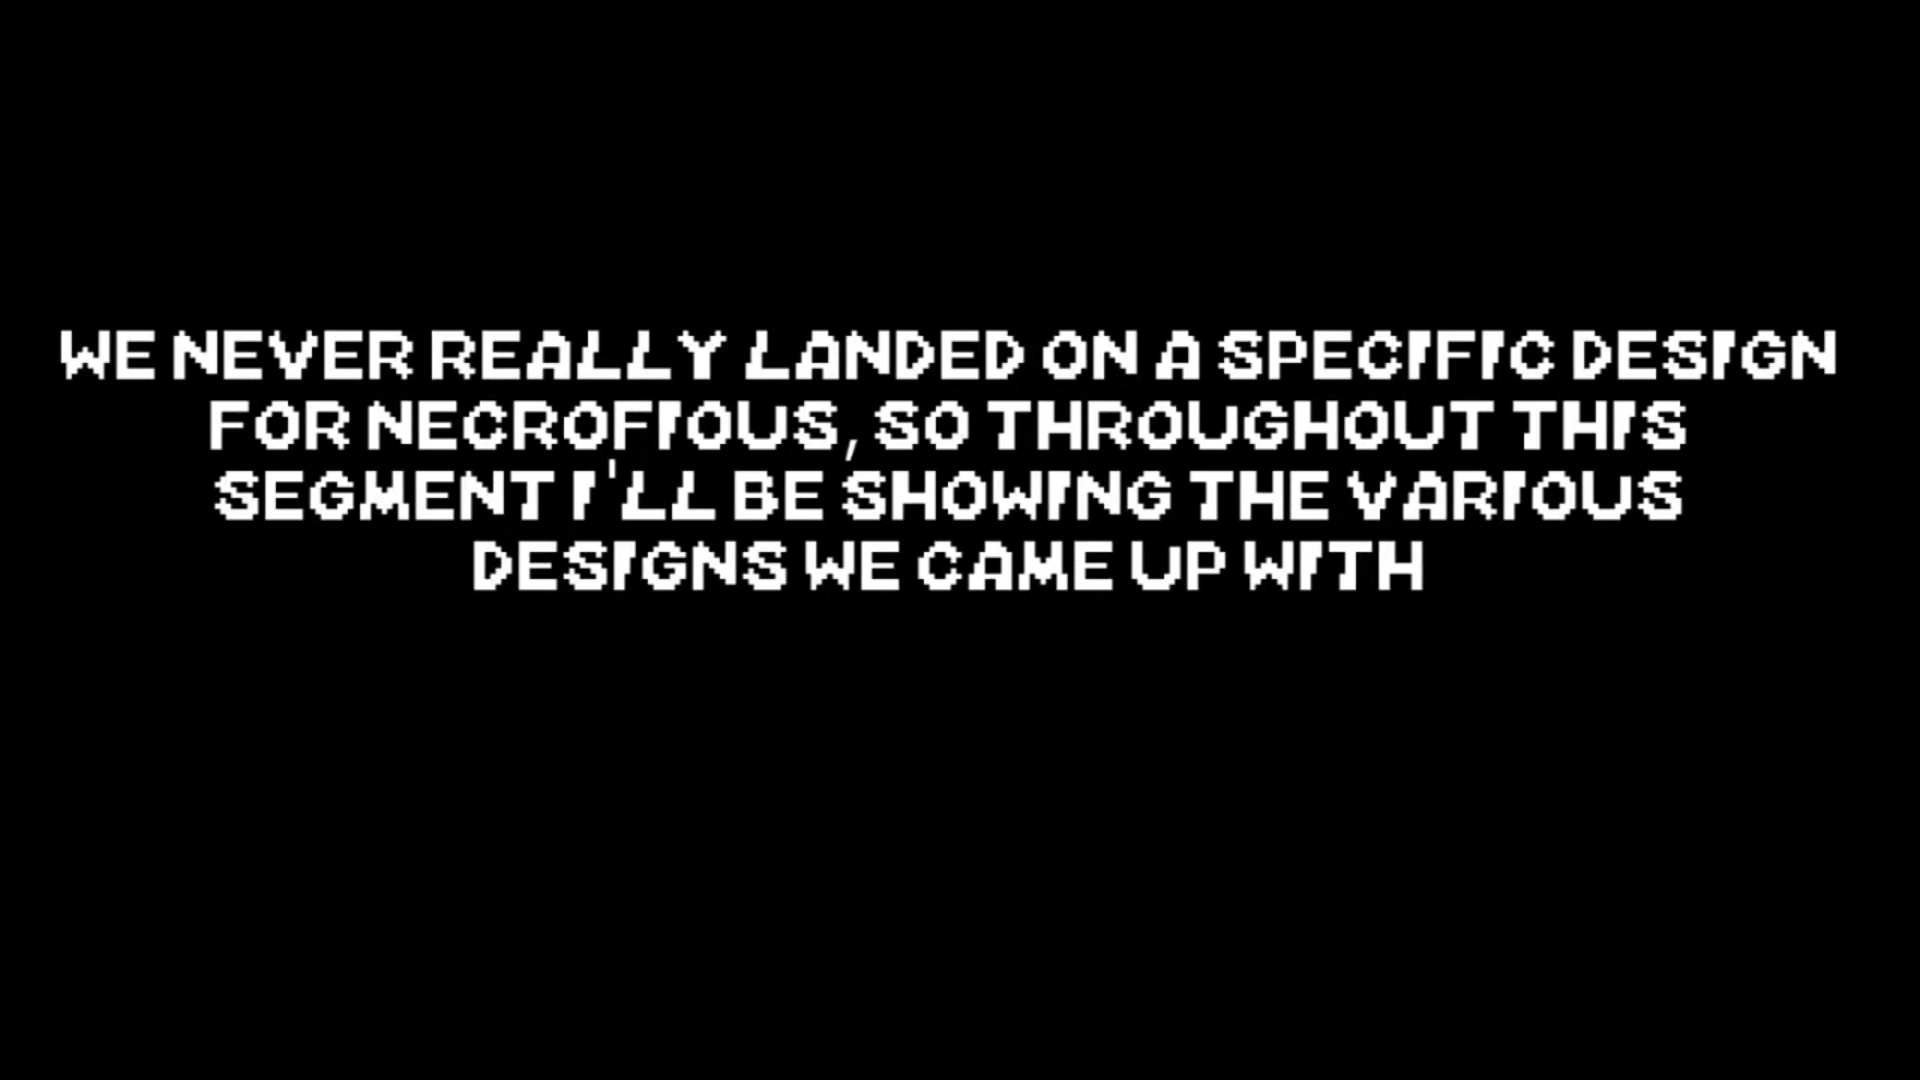 WE NEVER REALLY LANDED ON A SPECIFIC DESIGN
FOR NECROFIOUS, SO THROUGHOUT THIS
SEGMENT I'LL BE SHOWING THE VARIOUS
DESIGNS WE CAME UP WITH